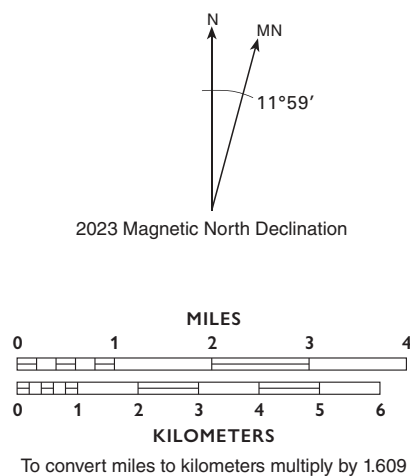 N
MN
11°59′
2023 Magnetic North Declination
MILES
0 1 2 3 4
0 1 2 3 4 5 6
KILOMETERS
To convert miles to kilometers multiply by 1.609